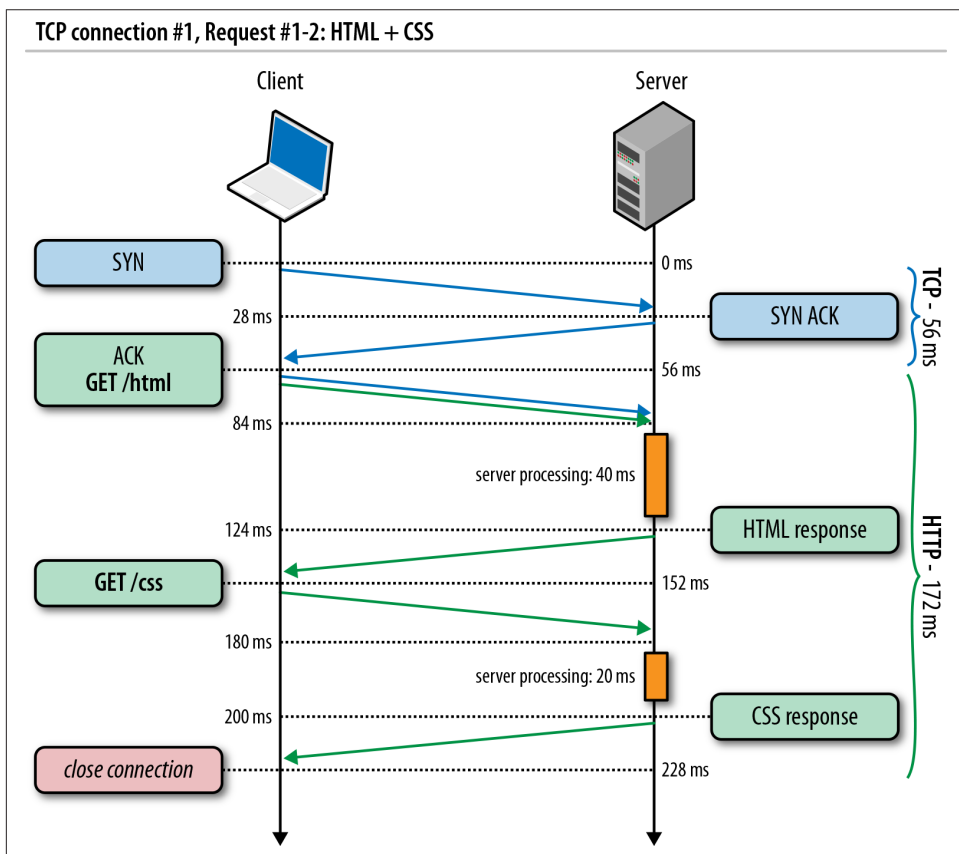 TCP connection #1, Request #1-2: HTML + CSS
Client
Server
SYN
0 ms
28 ms
SYN ACK
TCP - 56 ms
ACK
GET /html
56 ms
84 ms
server processing: 40 ms
124 ms
HTML response
HTTP - 172 ms
GET /css
152 ms
180 ms
server processing: 20 ms
200 ms
CSS response
close connection
228 ms